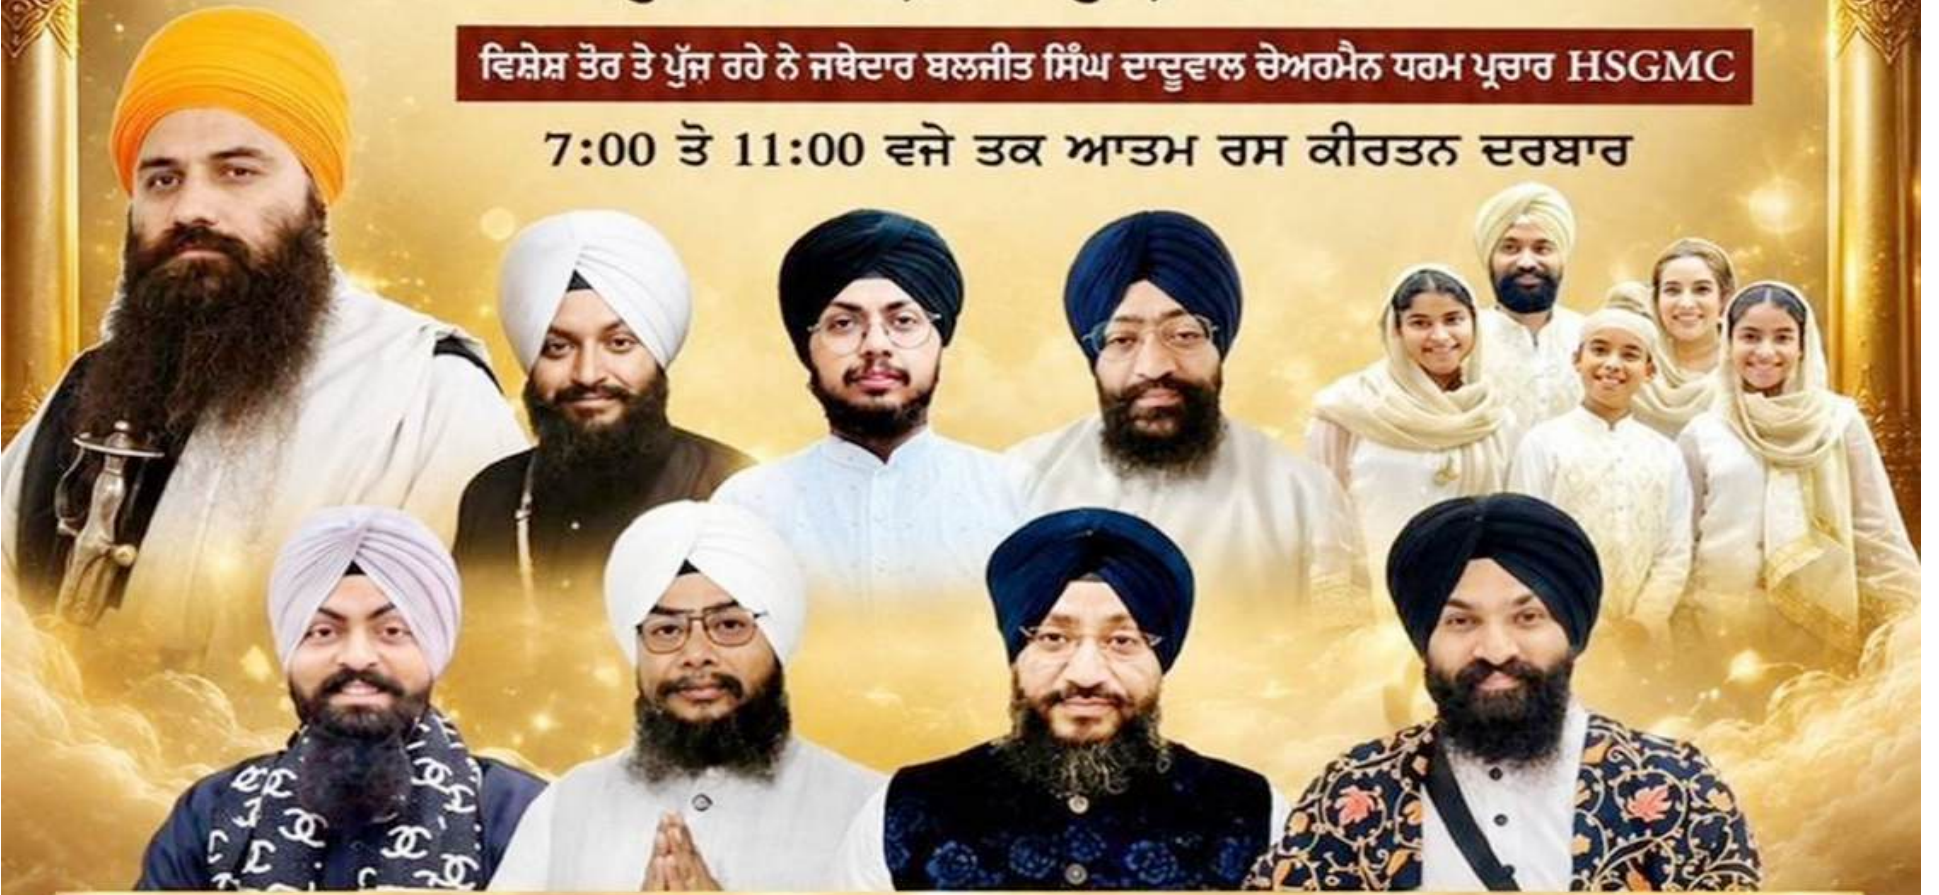 ਵਿਸ਼ੇਸ਼ ਤੋਰ ਤੇ ਪੁੱਜ ਰਹੇ ਨੇ ਜਥੇਦਾਰ ਬਲਜੀਤ ਸਿੰਘ ਦਾਦੂਵਾਲ ਚੇਅਰਮੈਨ ਧਰਮ ਪ੍ਰਚਾਰ HSGMC
7:00 ਤੋ 11:00 ਵਜੇ ਤਕ ਆਤਮ ਰਸ ਕੀਰਤਨ ਦਰਬਾਰ